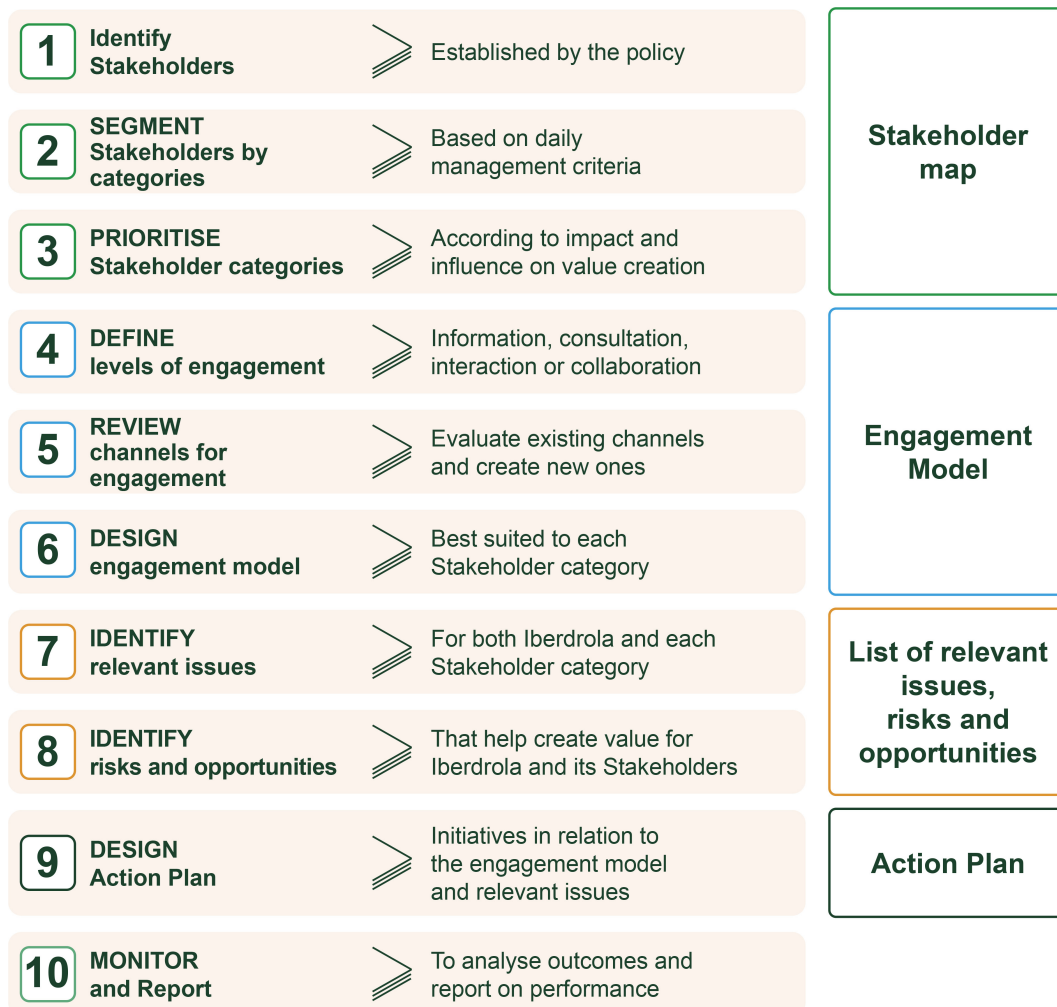 1
Identify
Stakeholders
Established by the policy
2
SEGMENT
Stakeholders by
categories
Based on daily
management criteria
3
PRIORITISE
Stakeholder categories
According to impact and
influence on value creation
Stakeholder
map
4
DEFINE
levels of engagement
Information, consultation,
interaction or collaboration
5
REVIEW
channels for
engagement
Evaluate existing channels
and create new ones
6
DESIGN
engagement model
Best suited to each
Stakeholder category
Engagement
Model
7
IDENTIFY
relevant issues
For both Iberdrola and each
Stakeholder category
8
IDENTIFY
risks and opportunities
That help create value for
Iberdrola and its Stakeholders
List of relevant
issues,
risks and
opportunities
9
DESIGN
Action Plan
Initiatives in relation to
the engagement model
and relevant issues
Action Plan
10
MONITOR
and Report
To analyse outcomes and
report on performance